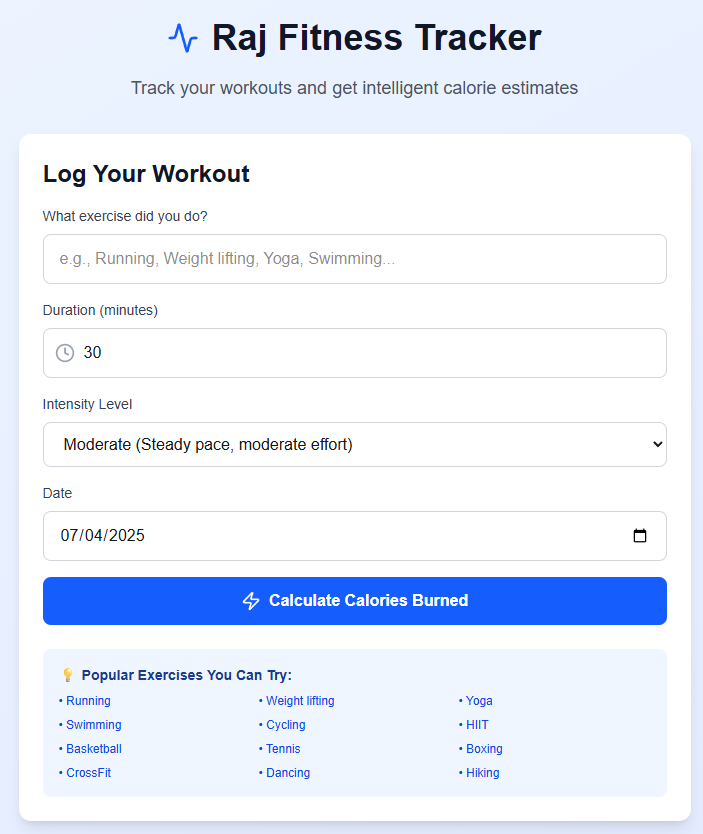 Raj Fitness Tracker
Track your workouts and get intelligent calorie estimates
Log Your Workout
What exercise did you do?
e.g., Running, Weight lifting, Yoga, Swimming...
Duration (minutes)
30
Intensity Level
Moderate (Steady pace, moderate effort)
Date
07/04/2025
Calculate Calories Burned
💡 Popular Exercises You Can Try:
• Running • Weight lifting • Yoga
• Swimming • Cycling • HIIT
• Basketball • Tennis • Boxing
• CrossFit • Dancing • Hiking